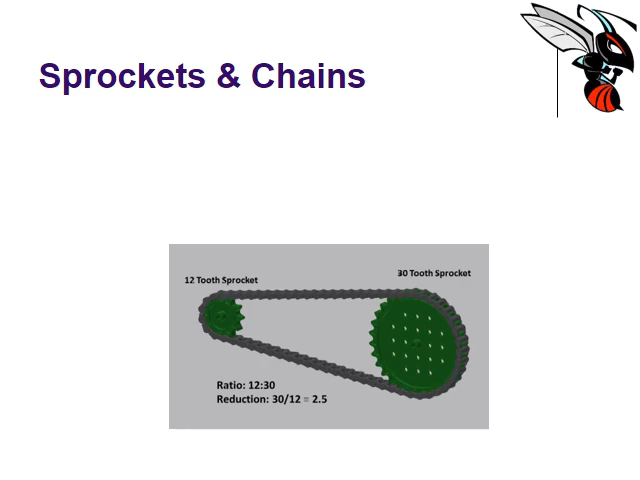 Sprockets & Chains
12 Tooth Sprocket
30 Tooth Sprocket
Ratio: 12:30
Reduction: 30/12 = 2.5